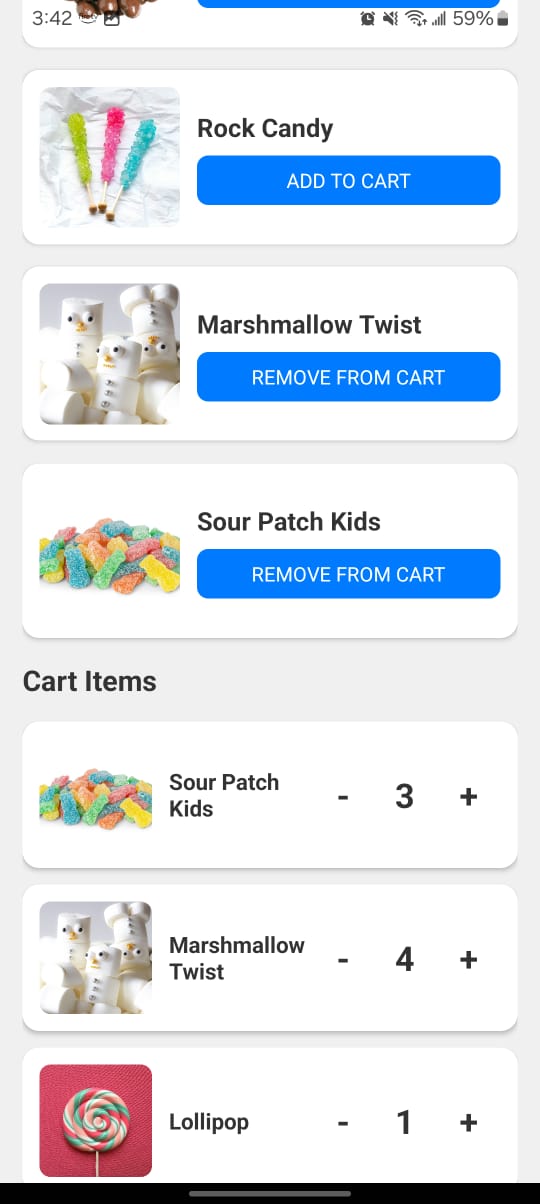 3:42
59%
Rock Candy
ADD TO CART
Marshmallow Twist
REMOVE FROM CART
Sour Patch Kids
REMOVE FROM CART
Cart Items
Sour Patch
Kids
- 3 +
Marshmallow
Twist
- 4 +
Lollipop
- 1 +